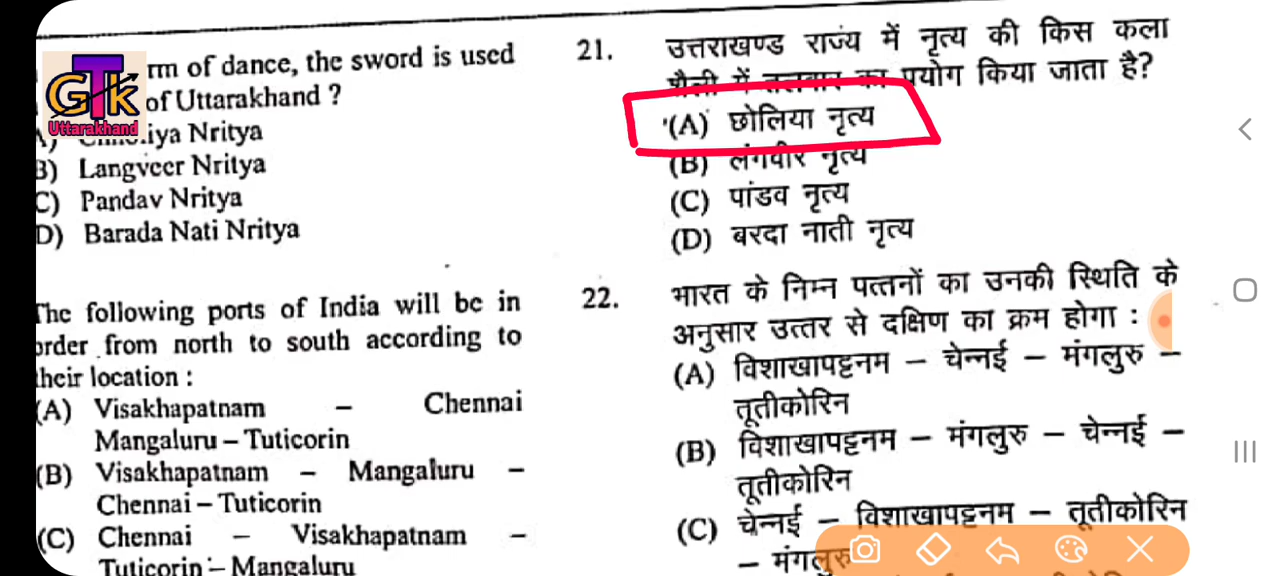 rm of dance, the sword is used
of Uttarakhand ?
GTK
Uttarakhand
iya Nritya
B) Langveer Nritya
C) Pandav Nritya
D) Barada Nati Nritya
The following ports of India will be in
order from north to south according to
their location :
(A) Visakhapatnam – Chennai
Mangaluru – Tuticorin
(B) Visakhapatnam – Mangaluru –
Chennai – Tuticorin
(C) Chennai – Visakhapatnam –
Tuticorin – Mangaluru
21. उत्तराखण्ड राज्य में नृत्य की किस कला
शैली में तलवार का प्रयोग किया जाता है?
(A) छोलिया नृत्य
(B) लंगवीर नृत्य
(C) पांडव नृत्य
(D) बरदा नाती नृत्य
22. भारत के निम्न पत्तनों का उनकी स्थिति के
अनुसार उत्तर से दक्षिण का क्रम होगा :
(A) विशाखापट्टनम – चेन्नई – मंगलुरु –
तूतीकोरिन
(B) विशाखापट्टनम – मंगलुरु – चेन्नई –
तूतीकोरिन
(C) चेन्नई – विशाखापट्टनम – तूतीकोरिन
– मंगलुरु